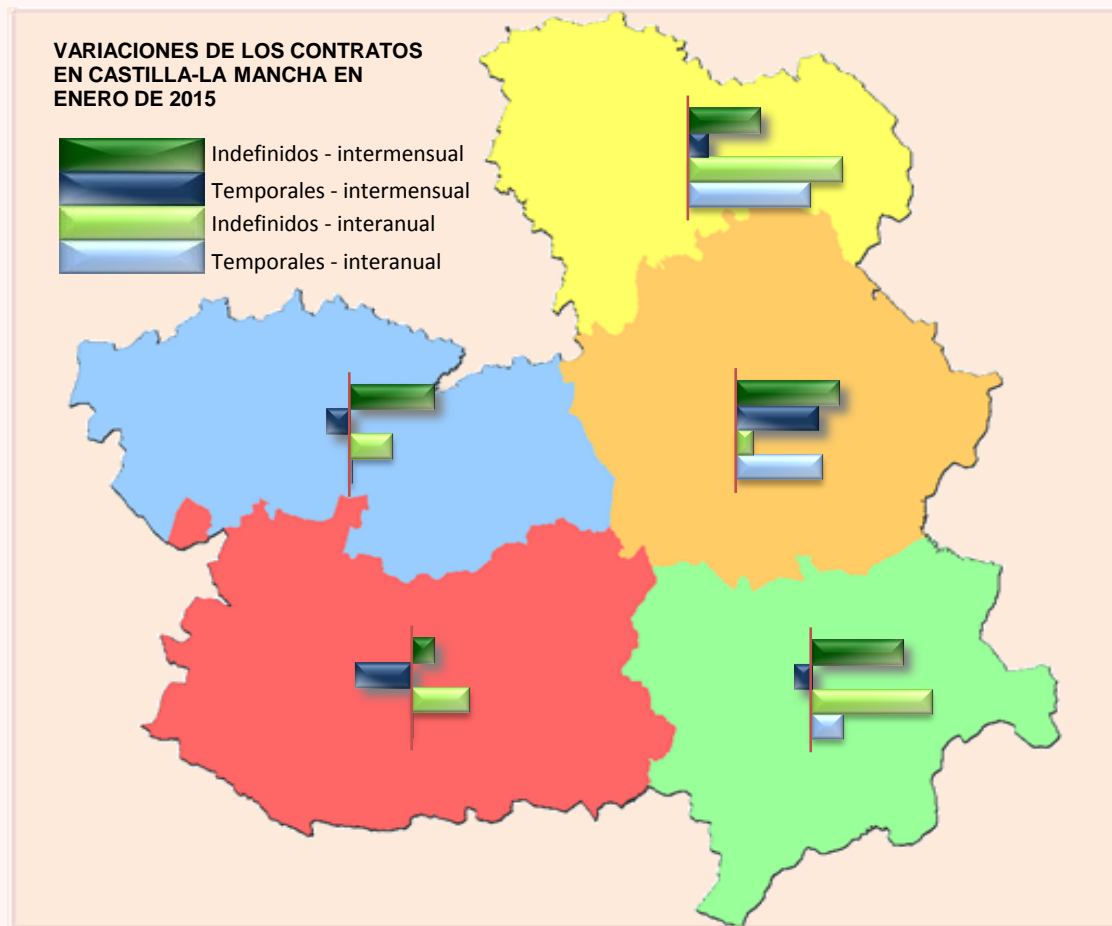 VARIACIONES DE LOS CONTRATOS
EN CASTILLA-LA MANCHA EN
ENERO DE 2015
Indefinidos - intermensual
Temporales - intermensual
Indefinidos - interanual
Temporales - interanual